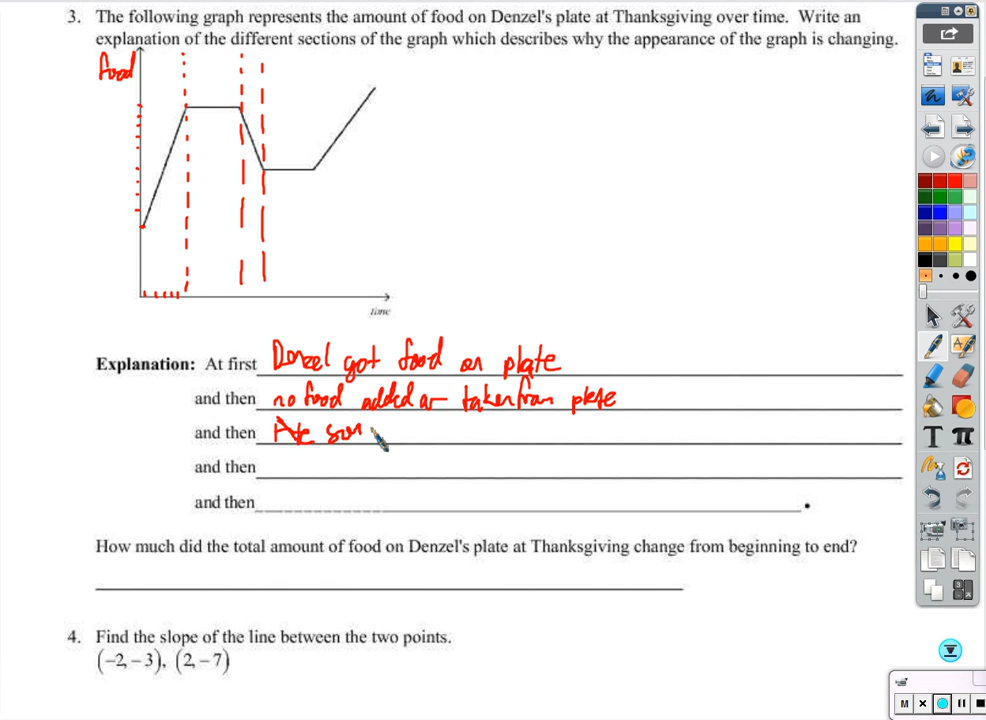 3. The following graph represents the amount of food on Denzel's plate at Thanksgiving over time. Write an
explanation of the different sections of the graph which describes why the appearance of the graph is changing.
food
time
Explanation: At first Denzel got food on plate
and then no food added or taken from plate
and then Ate som
and then
and then .
How much did the total amount of food on Denzel's plate at Thanksgiving change from beginning to end?
4. Find the slope of the line between the two points.
(−2, −3), (2, −7)
T π
M × II